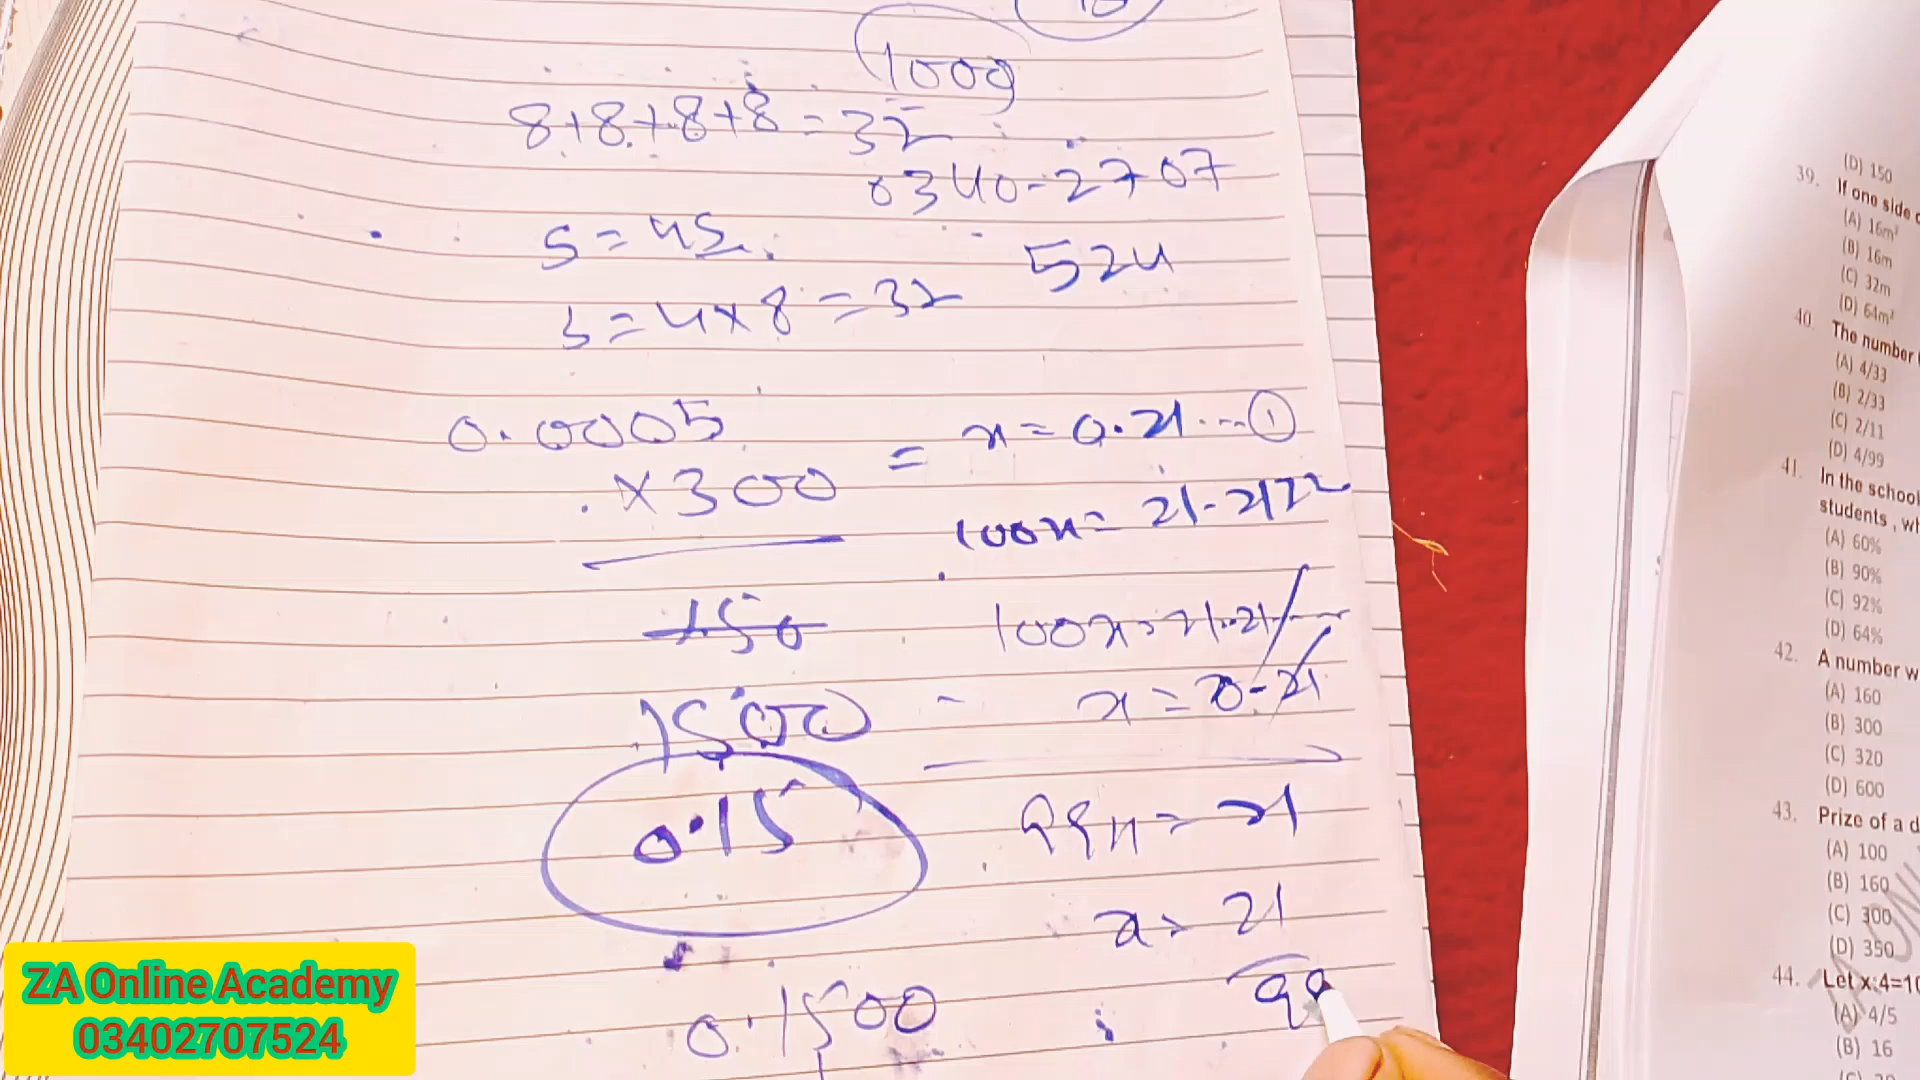 1000
8+8+8+8=32
0340-2707
524
S=4S
S=4×8=32
0.0005
×300
150
1500
0.15
0.1500
= x=0.21...①
100x=21.2122
100x=21.21......
- x=0.21
99x=21
x=21
99
(D) 150
39. If one side
(A) 16m²
(B) 16m
(C) 32m
(D) 64m²
40. The number
(A) 4/33
(B) 2/33
(C) 2/11
(D) 4/99
41. In the school
students , wh
(A) 60%
(B) 90%
(C) 92%
(D) 64%
42. A number w
(A) 160
(B) 300
(C) 320
(D) 600
43. Prize of a d
(A) 100
(B) 160
(C) 300
(D) 350
44. Let x:4=10
(A) 4/5
(B) 16
ZA Online Academy
03402707524